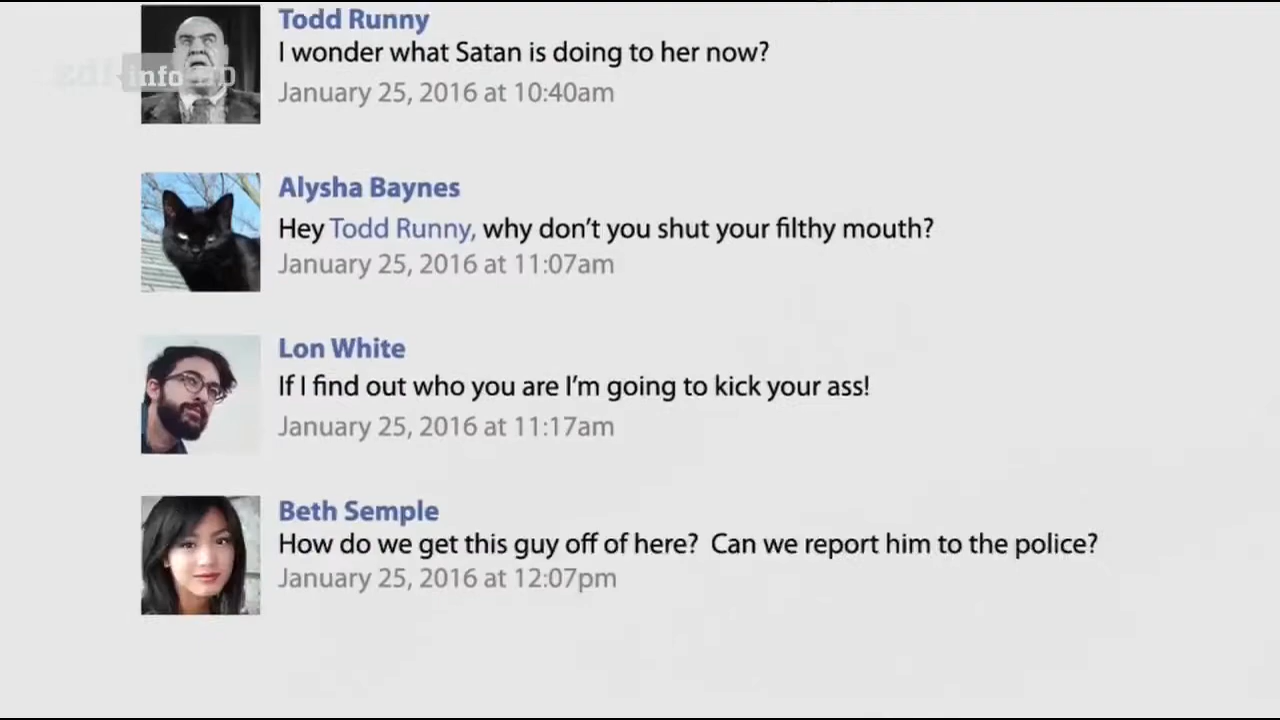 Todd Runny
I wonder what Satan is doing to her now?
zdf info
January 25, 2016 at 10:40am
Alysha Baynes
Hey Todd Runny, why don't you shut your filthy mouth?
January 25, 2016 at 11:07am
Lon White
If I find out who you are I'm going to kick your ass!
January 25, 2016 at 11:17am
Beth Semple
How do we get this guy off of here? Can we report him to the police?
January 25, 2016 at 12:07pm